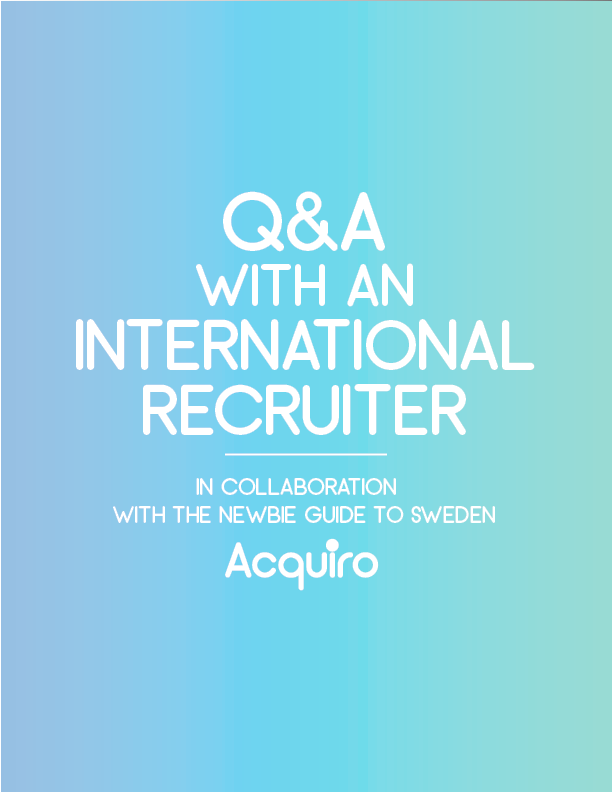 Q&A
WITH AN
INTERNATIONAL
RECRUITER
IN COLLABORATION
WITH THE NEWBIE GUIDE TO SWEDEN
Acquiro